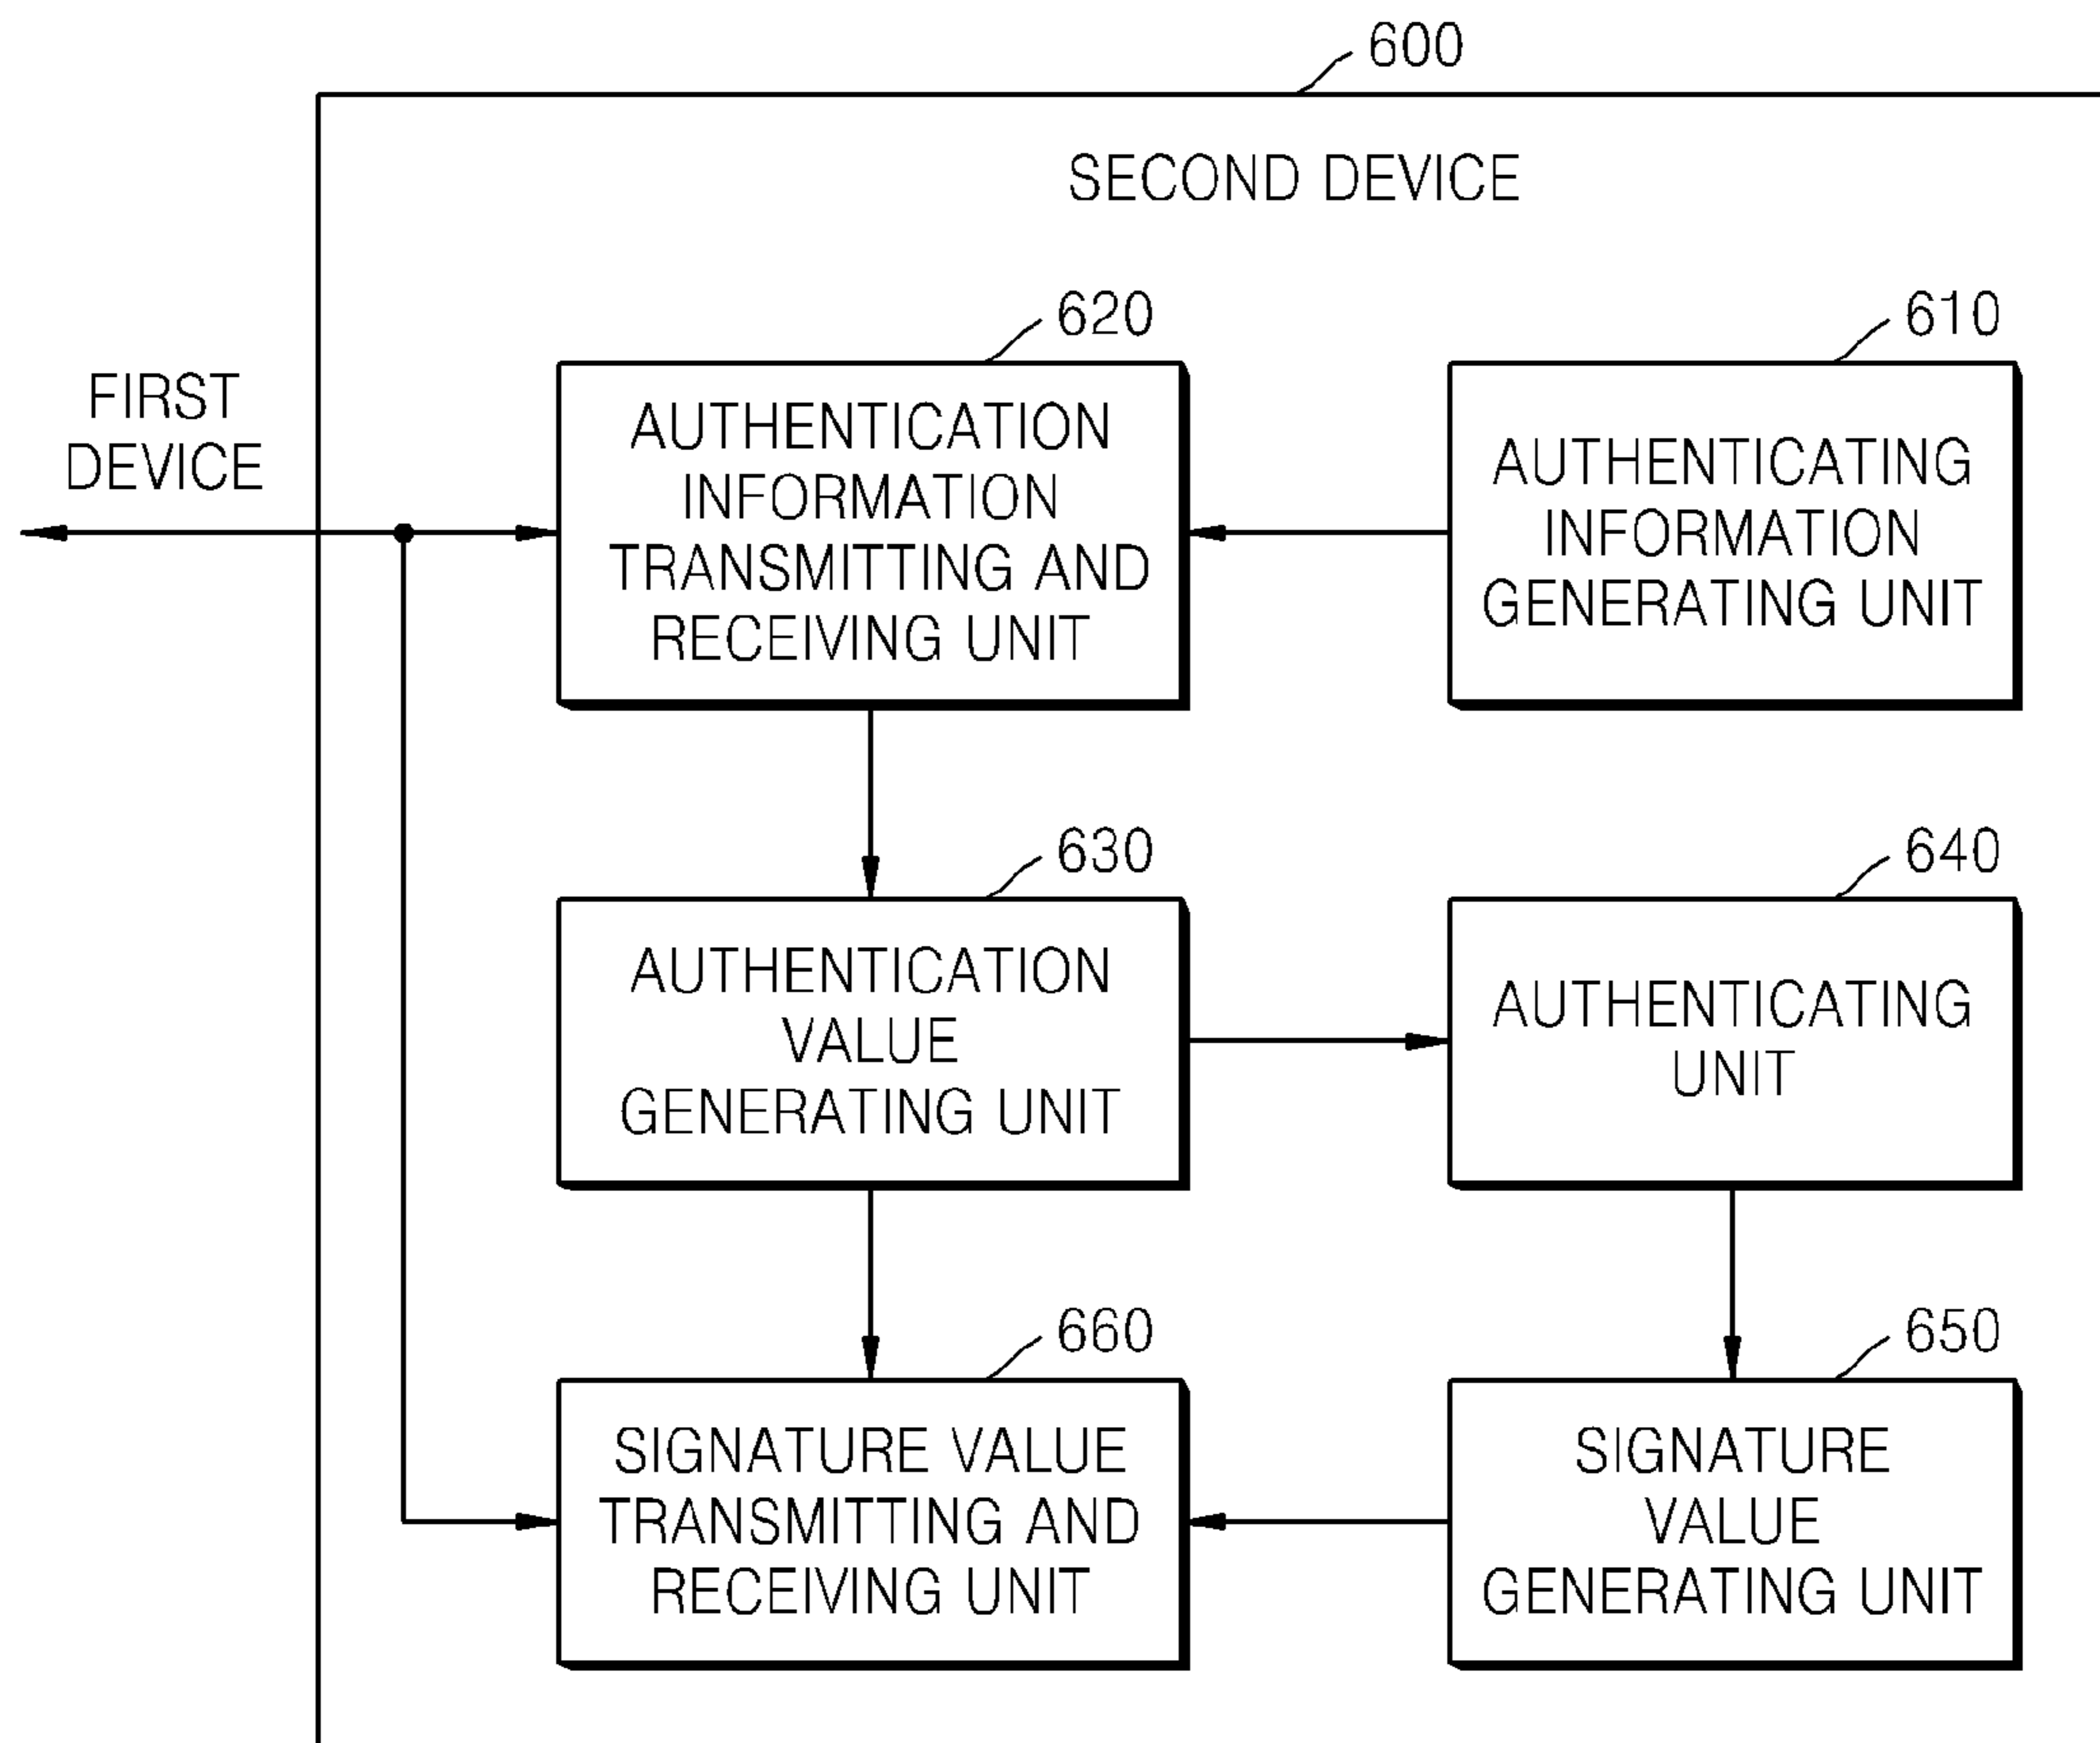 600
SECOND DEVICE
620
610
FIRST
DEVICE
AUTHENTICATION
INFORMATION
TRANSMITTING AND
RECEIVING UNIT
AUTHENTICATING
INFORMATION
GENERATING UNIT
630
640
AUTHENTICATION
VALUE
GENERATING UNIT
AUTHENTICATING
UNIT
660
650
SIGNATURE VALUE
TRANSMITTING AND
RECEIVING UNIT
SIGNATURE
VALUE
GENERATING UNIT